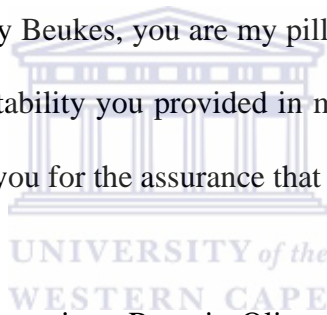 y Beukes, you are my pill
tability you provided in m
you for the assurance that
UNIVERSITY of the
WESTERN CAPE